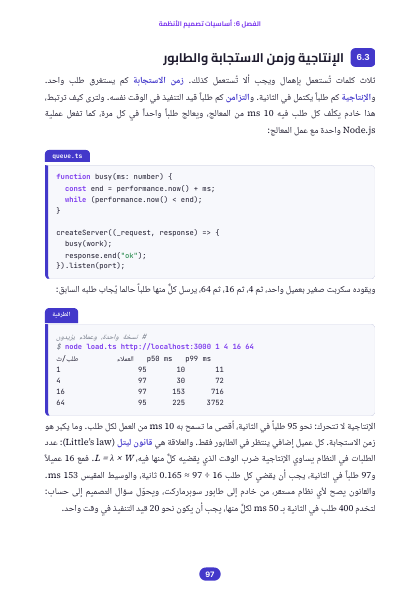 الفصل 6: أساسيات تصميم الأنظمة
6.3 الإنتاجية وزمن الاستجابة والطابور
ثلاث كلمات تُستعمل بإهمال ويجب ألا تُستعمل كذلك. زمن الاستجابة كم يستغرق طلب واحد.
والإنتاجية كم طلباً يكتمل في الثانية. والتزامن كم طلباً قيد التنفيذ في الوقت نفسه. ولترى كيف ترتبط،
هذا خادم يكلّف كل طلب فيه 10 ms من المعالج، ويعالج طلباً واحداً في كل مرة، كما تفعل عملية
Node.js واحدة مع عمل المعالج:
queue.ts
function busy(ms: number) {
const end = performance.now() + ms;
while (performance.now() < end);
}
createServer((_request, response) => {
busy(work);
response.end("ok");
}).listen(port);
ويقوده سكربت صغير بعميل واحد، ثم 4، ثم 16، ثم 64، يرسل كلٌّ منها طلباً حالما يُجاب طلبه السابق:
الطرفية
# نسخة واحدة، وعملاء يزيدون
$ node load.ts http://localhost:3000 1 4 16 64
العملاء طلب/ث p50 ms p99 ms
1 95 10 11
4 97 30 72
16 97 153 716
64 95 225 3752
الإنتاجية لا تتحرك: نحو 95 طلباً في الثانية، أقصى ما تسمح به 10 ms من العمل لكل طلب. وما يكبر هو
زمن الاستجابة. كل عميل إضافي ينتظر في الطابور فقط. والعلاقة هي قانون ليتل (Little's law): عدد
الطلبات في النظام يساوي الإنتاجية ضرب الوقت الذي يقضيه كلٌّ منها فيه، L = λ × W. فمع 16 عميلاً
و97 طلباً في الثانية، يجب أن يقضي كل طلب 16 ÷ 97 ≈ 0.165 ثانية، والوسيط المقيس 153 ms.
والقانون يصح لأي نظام مستقر، من خادم إلى طابور سوبرماركت، ويحوّل سؤال التصميم إلى حساب:
لتخدم 400 طلب في الثانية بـ 50 ms لكلٍّ منها، يجب أن يكون نحو 20 قيد التنفيذ في وقت واحد.
97